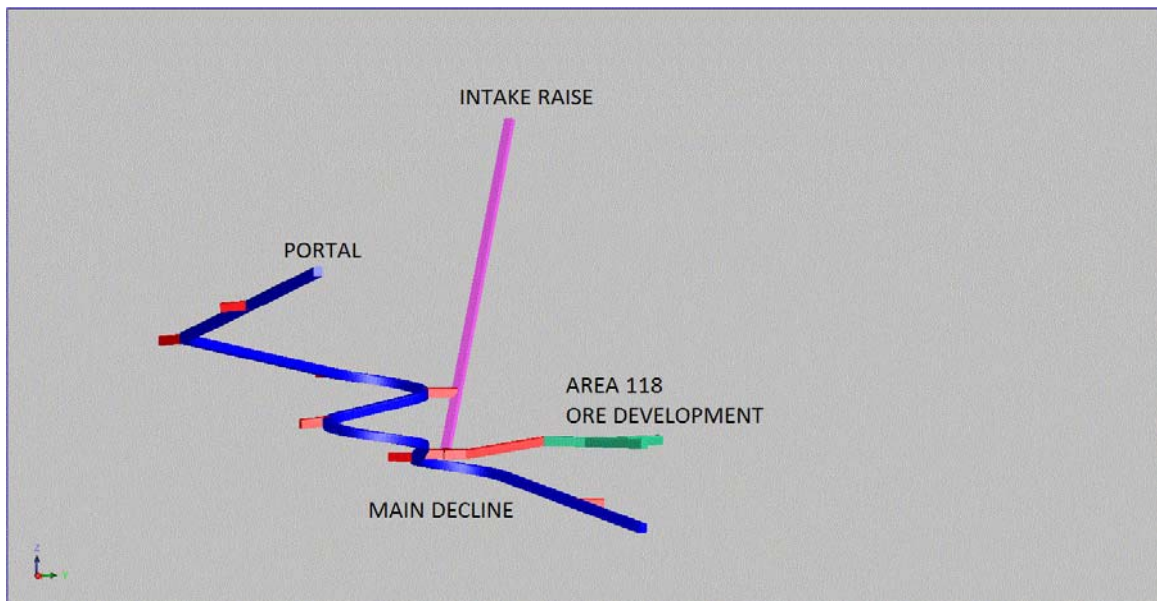 INTAKE RAISE
PORTAL
AREA 118
ORE DEVELOPMENT
MAIN DECLINE
Z
Y